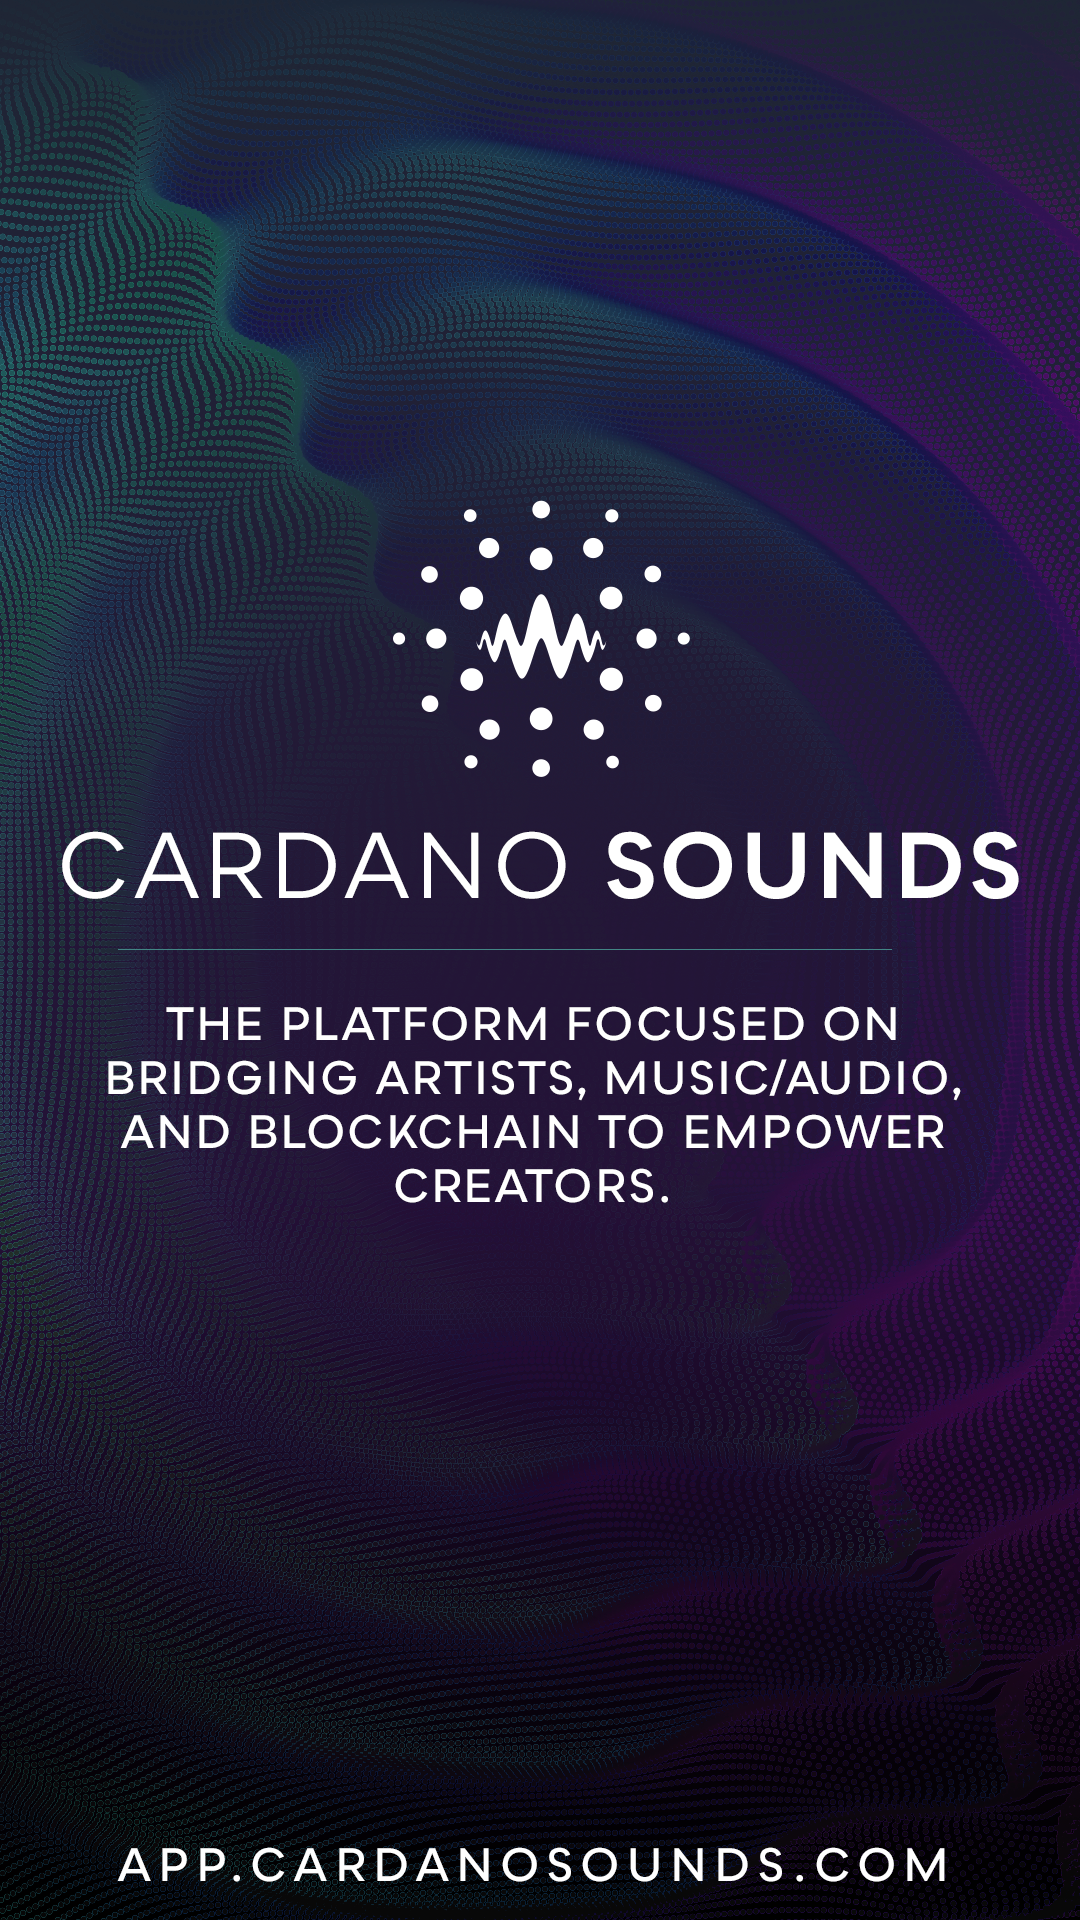 CARDANO SOUNDS
THE PLATFORM FOCUSED ON
BRIDGING ARTISTS, MUSIC/AUDIO,
AND BLOCKCHAIN TO EMPOWER
CREATORS.
APP.CARDANOSOUNDS.COM